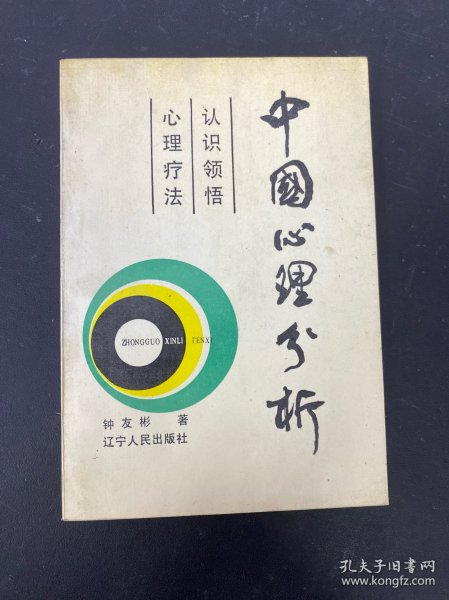 中國心理分析
认识领悟
心理疗法
ZHONGGUO XINLI FENXI
钟友彬 著
辽宁人民出版社
孔夫子旧书网
www.kongfz.com